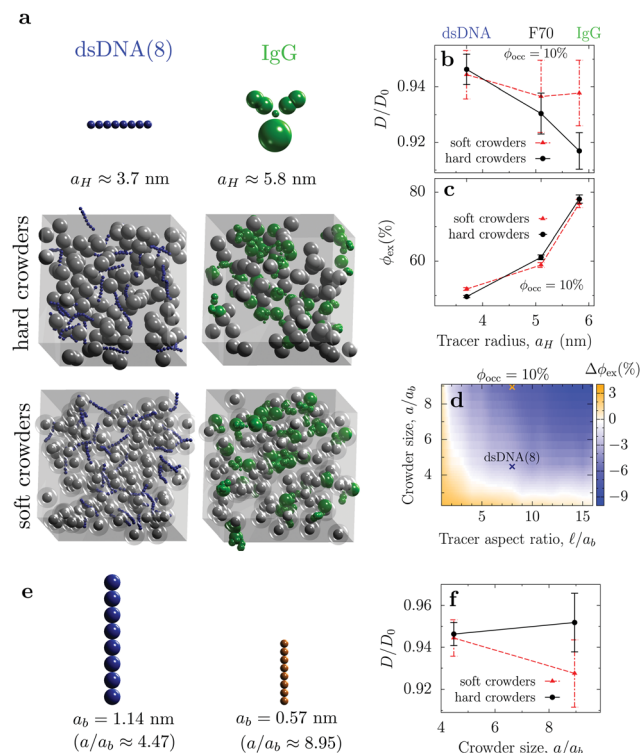 a
dsDNA(8)
IgG
a_H ≈ 3.7 nm
a_H ≈ 5.8 nm
hard crowders
soft crowders
dsDNA
F70
IgG
b
ϕ_occ = 10%
D/D_0
0.94
0.92
soft crowders
hard crowders
c
ϕ_ex(%)
80
60
soft crowders
hard crowders
ϕ_occ = 10%
4
5
6
Tracer radius, a_H (nm)
ϕ_occ = 10%
Δϕ_ex(%)
d
Crowder size, a/a_b
8
6
4
dsDNA(8)
5
10
15
Tracer aspect ratio, ℓ/a_b
3
0
−3
−6
−9
e
a_b = 1.14 nm
(a/a_b ≈ 4.47)
a_b = 0.57 nm
(a/a_b ≈ 8.95)
f
D/D_0
0.96
0.94
0.92
soft crowders
hard crowders
4
6
8
10
Crowder size, a/a_b